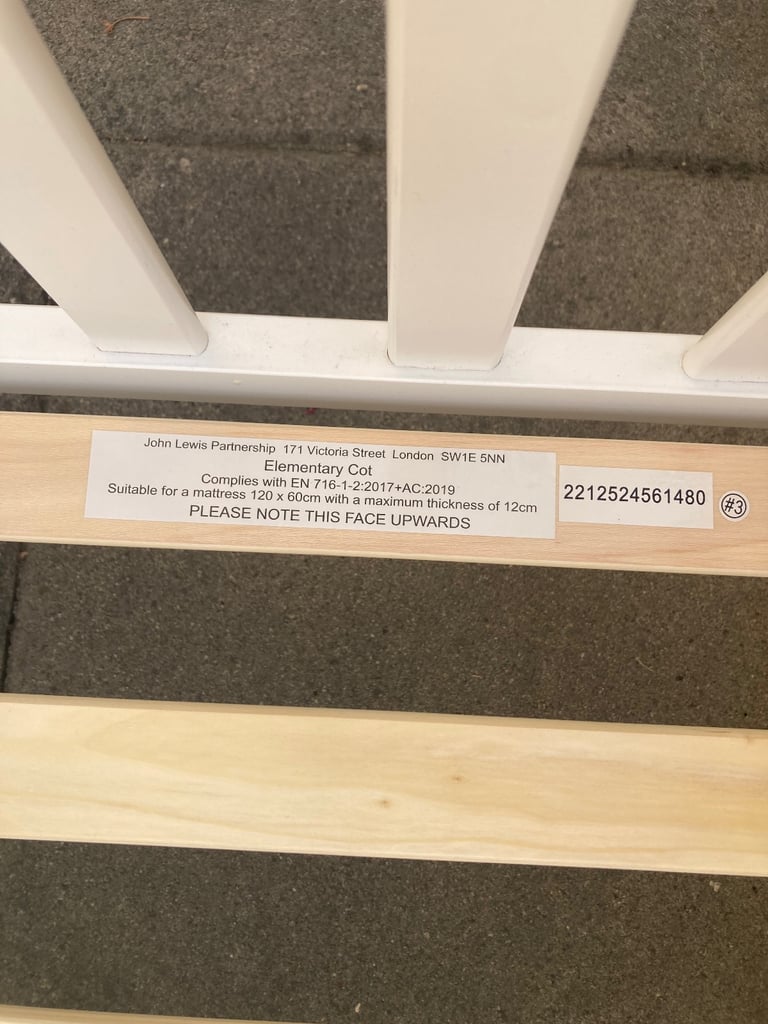 John Lewis Partnership 171 Victoria Street London SW1E 5NN
Elementary Cot
Complies with EN 716-1-2:2017+AC:2019
Suitable for a mattress 120 x 60cm with a maximum thickness of 12cm
PLEASE NOTE THIS FACE UPWARDS
2212524561480
#3